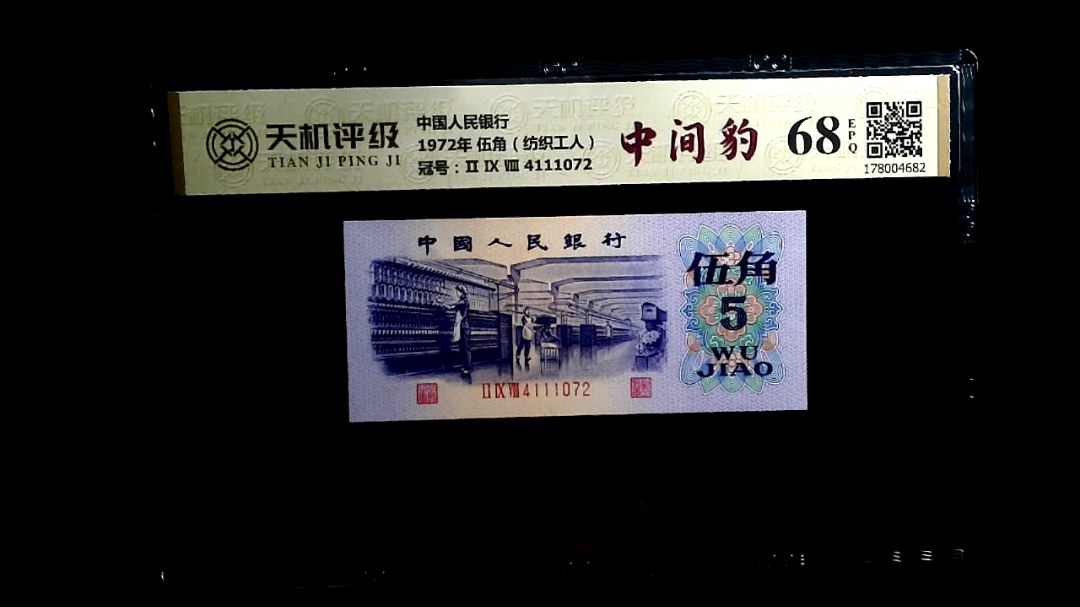 天机评级
TIAN JI PING JI
中国人民银行
1972年 伍角（纺织工人）
冠号：II IX VIII 4111072
中间豹
68
EPQ
178004682
中國人民銀行
伍角
5
WU
JIAO
II IX VIII 4111072